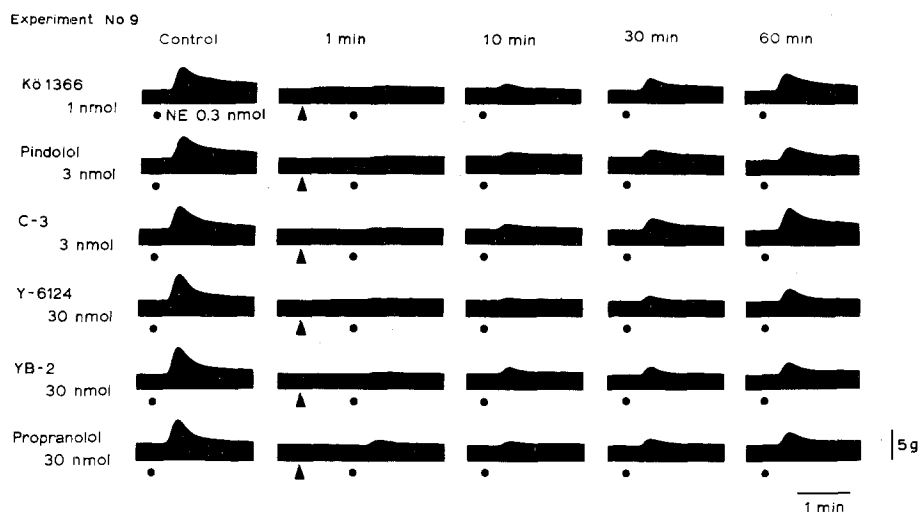 Experiment No 9
Control 1 min 10 min 30 min 60 min
Kö 1366
1 nmol
NE 0.3 nmol
Pindolol
3 nmol
C-3
3 nmol
Y-6124
30 nmol
YB-2
30 nmol
Propranolol
30 nmol
5g
1 min